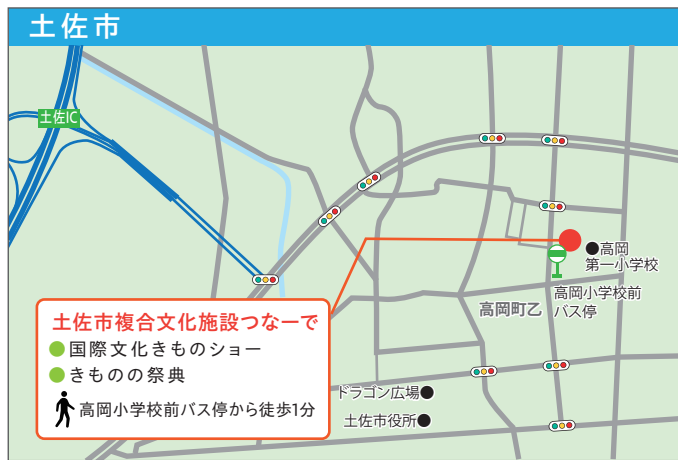 土佐市
土佐IC
高岡
第一小学校
高岡小学校前
バス停
高岡町乙
土佐市複合文化施設つなーで
国際文化きものショー
きものの祭典
高岡小学校前バス停から徒歩1分
ドラゴン広場
土佐市役所